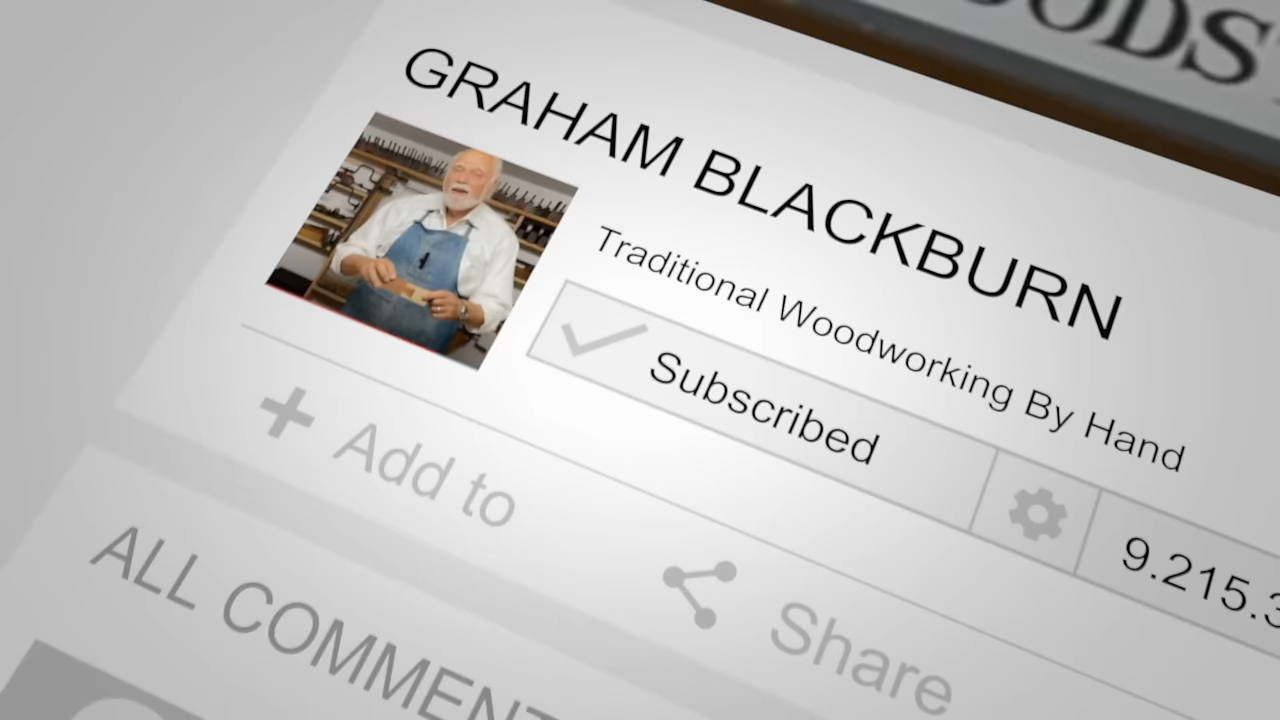 GRAHAM BLACKBURN
Traditional Woodworking By Hand
Subscribed
Add to
Share